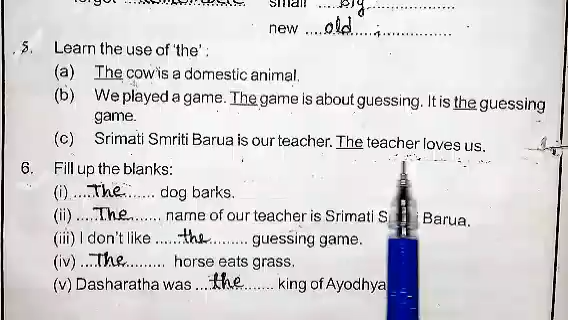 small ....big....................
new ....old....;..................
5. Learn the use of 'the' :
(a) The cow is a domestic animal.
(b) We played a game. The game is about guessing. It is the guessing
game.
(c) Srimati Smriti Barua is our teacher. The teacher loves us.
6. Fill up the blanks:
(i) ....The....... dog barks.
(ii) ....The....... name of our teacher is Srimati S Barua.
(iii) I don't like ......the......... guessing game.
(iv) ...The.......... horse eats grass.
(v) Dasharatha was ...the........ king of Ayodhya